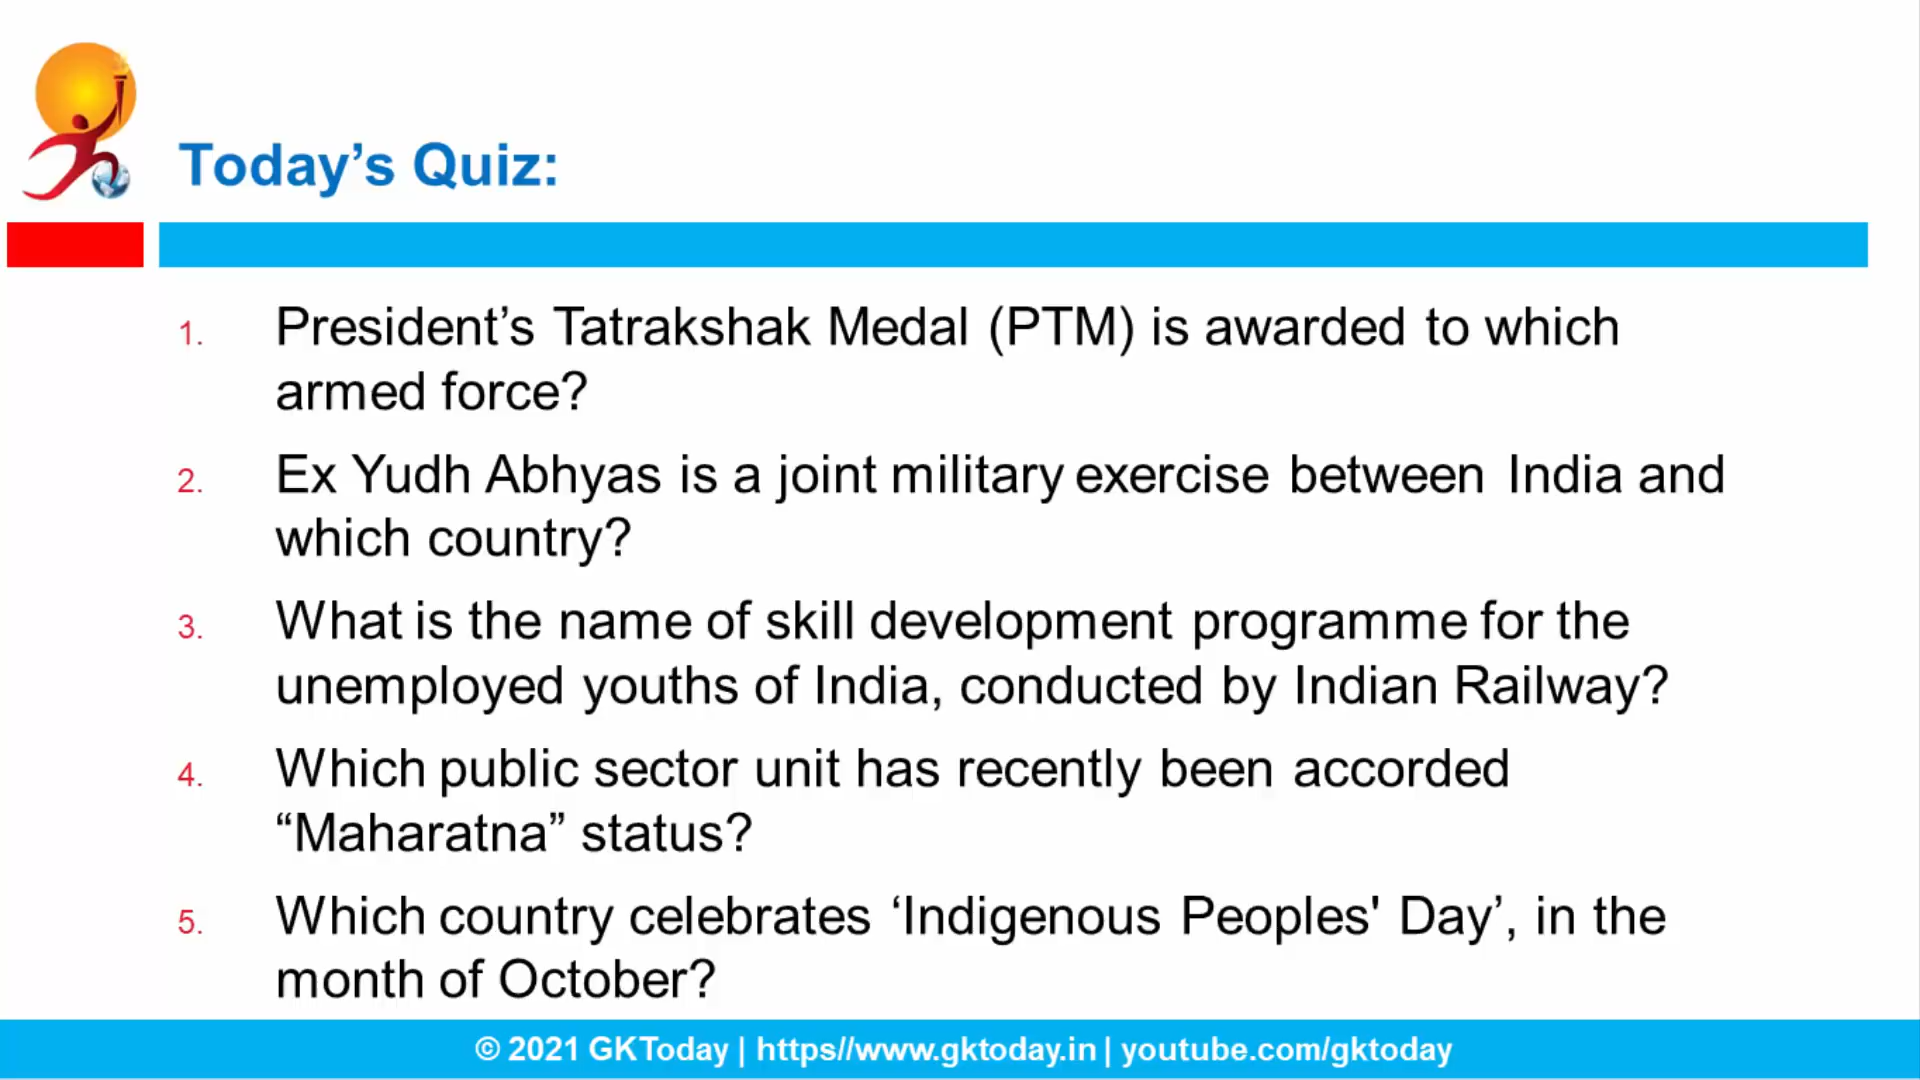 Today’s Quiz:
1. President’s Tatrakshak Medal (PTM) is awarded to which
armed force?
2. Ex Yudh Abhyas is a joint military exercise between India and
which country?
3. What is the name of skill development programme for the
unemployed youths of India, conducted by Indian Railway?
4. Which public sector unit has recently been accorded
“Maharatna” status?
5. Which country celebrates ‘Indigenous Peoples' Day’, in the
month of October?
© 2021 GKToday | https//www.gktoday.in | youtube.com/gktoday